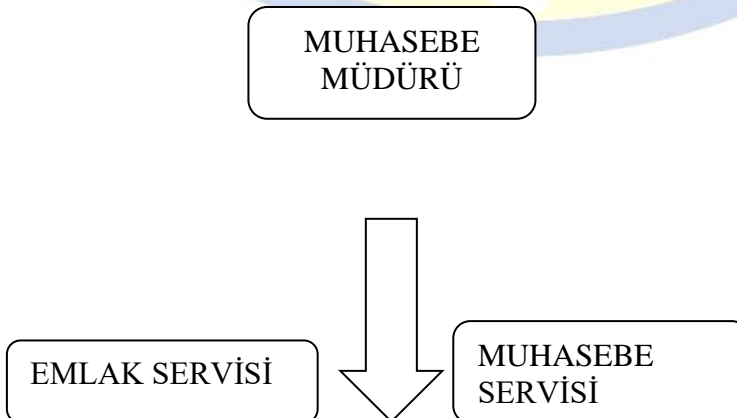 MUHASEBE
MÜDÜRÜ
EMLAK SERVİSİ
MUHASEBE
SERVİSİ